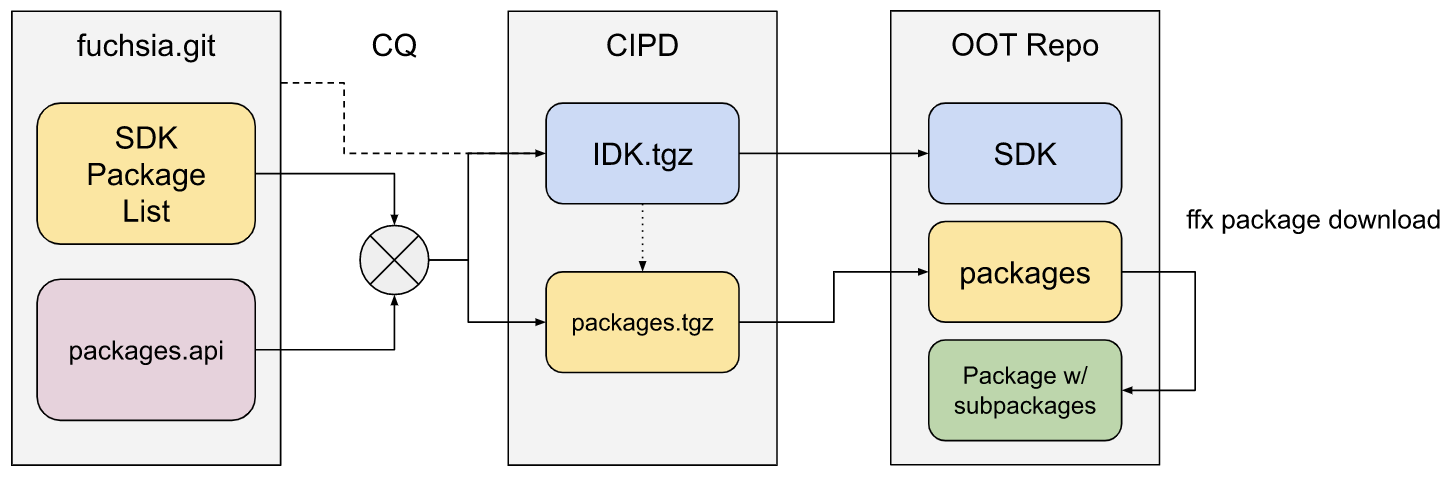 fuchsia.git
SDK
Package
List
packages.api
CQ
CIPD
IDK.tgz
packages.tgz
OOT Repo
SDK
packages
Package w/
subpackages
ffx package download